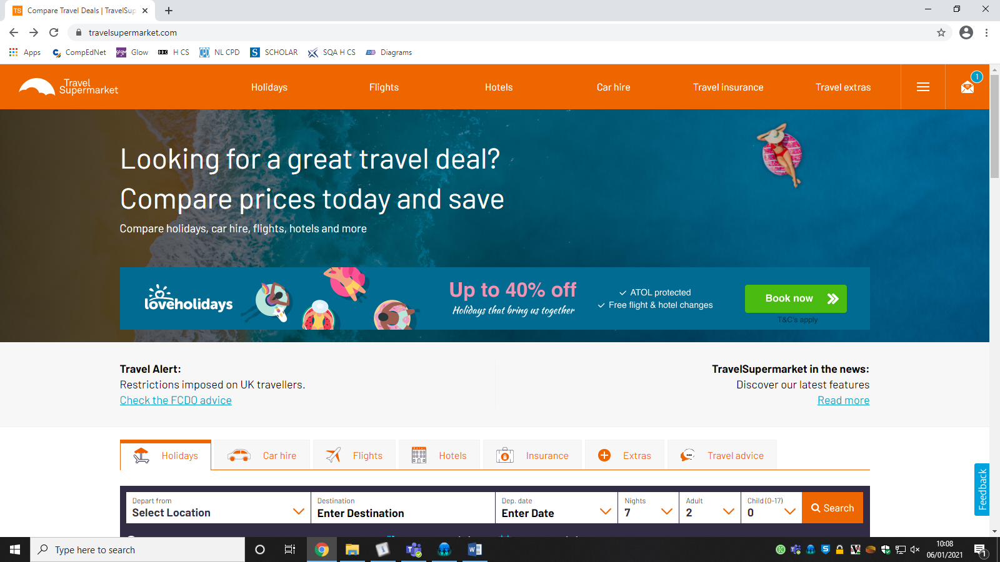 TS Compare Travel Deals | TravelSup
travelsupermarket.com
Apps CompEdNet glow Glow BBC H CS NL CPD S SCHOLAR SQA H CS Diagrams
Travel
Supermarket
Holidays Flights Hotels Car hire Travel insurance Travel extras
1
Looking for a great travel deal?
Compare prices today and save
Compare holidays, car hire, flights, hotels and more
loveholidays
Up to 40% off
Holidays that bring us together
ATOL protected
Free flight & hotel changes
Book now
T&C's apply
Travel Alert:
Restrictions imposed on UK travellers.
Check the FCDO advice
TravelSupermarket in the news:
Discover our latest features
Read more
Holidays Car hire Flights Hotels Insurance Extras Travel advice
Feedback
Depart from
Select Location
Destination
Enter Destination
Dep. date
Enter Date
Nights
7
Adult
2
Child (0-17)
0
Search
Type here to search
10:08
06/01/2021
1